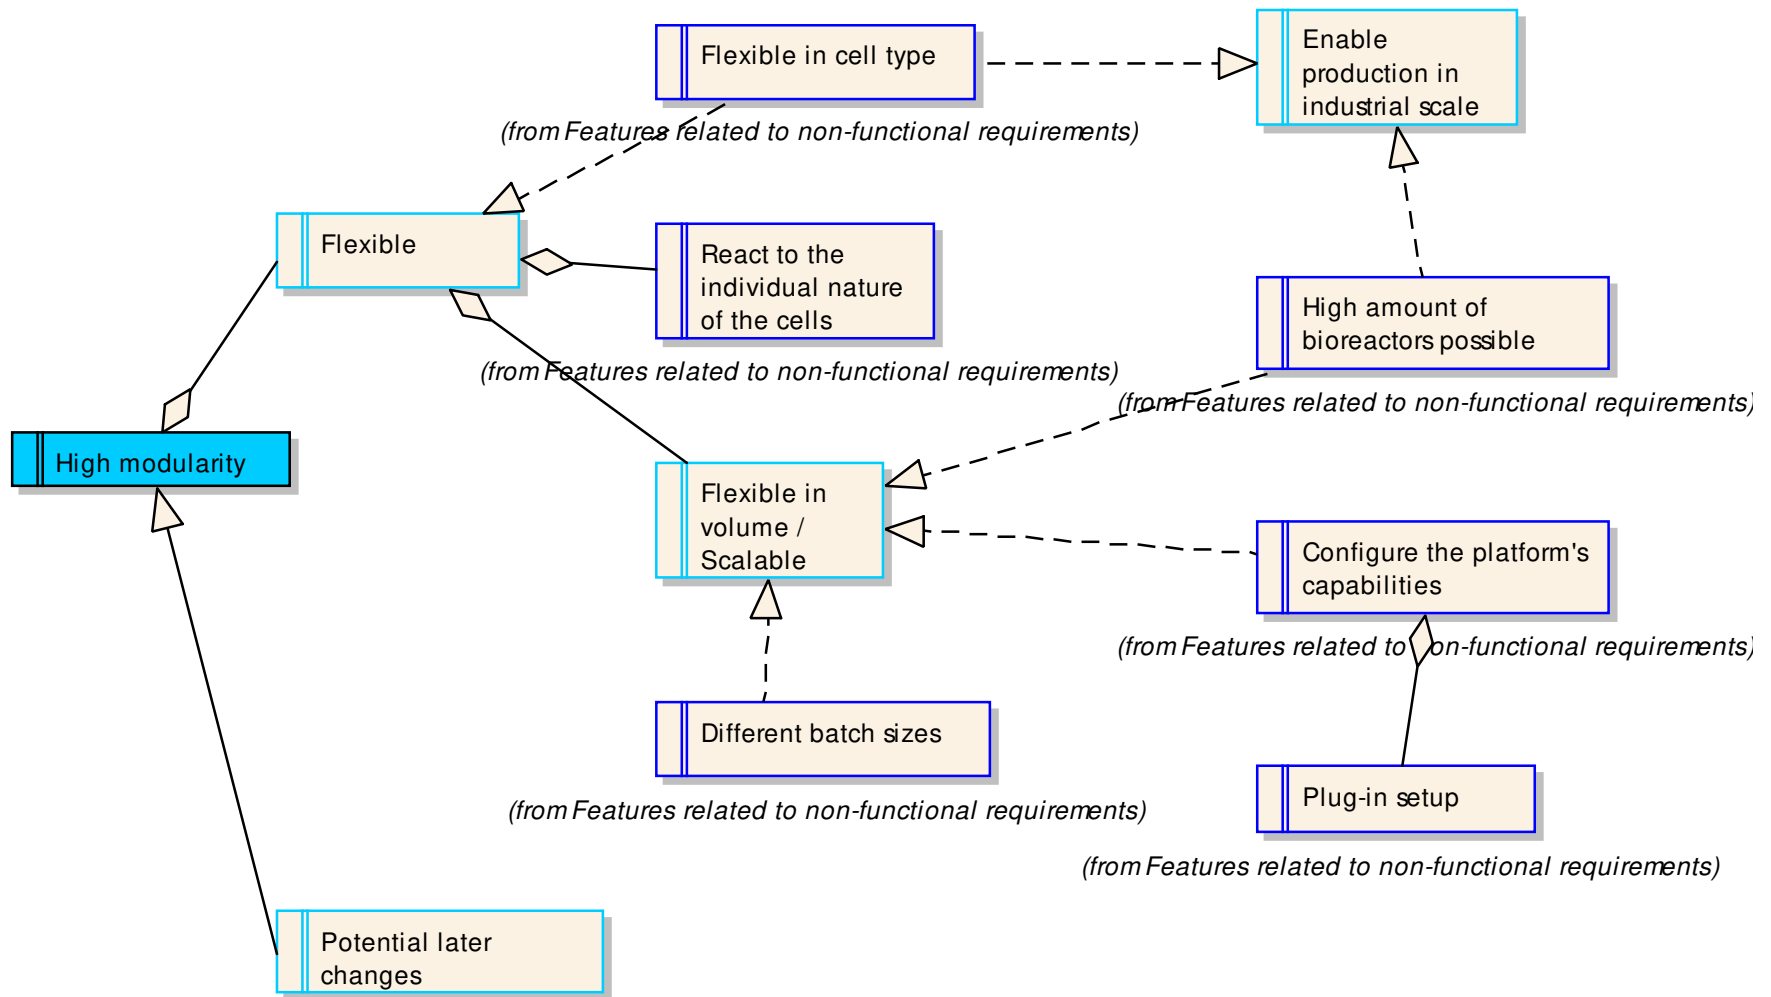 Flexible in cell type
(from Features related to non-functional requirements)
Enable
production in
industrial scale
Flexible
React to the
individual nature
of the cells
(from Features related to non-functional requirements)
High amount of
bioreactors possible
(from Features related to non-functional requirements)
High modularity
Flexible in
volume /
Scalable
Configure the platform's
capabilities
(from Features related to non-functional requirements)
Different batch sizes
(from Features related to non-functional requirements)
Plug-in setup
(from Features related to non-functional requirements)
Potential later
changes